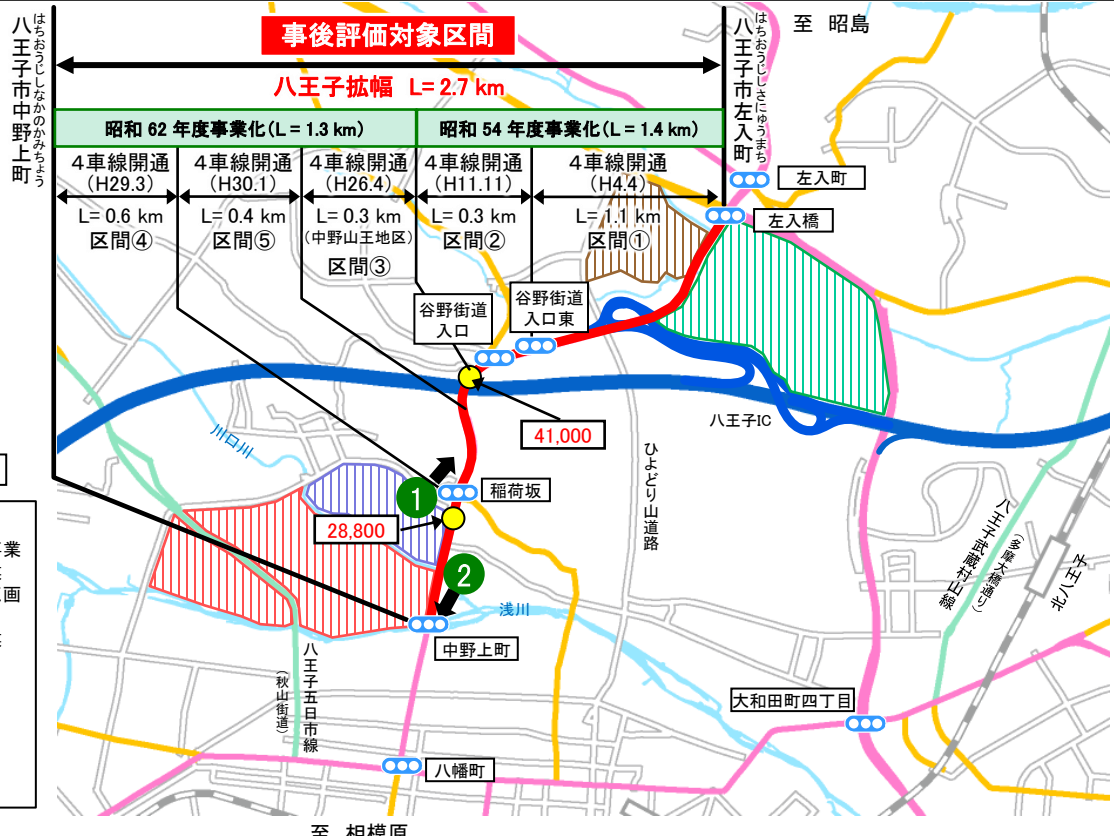 事後評価対象区間
八王子拡幅 L= 2.7 km
はちおうじしなかのかみちょう
八王子市中野上町
はちおうじしさにゅうまち
八王子市左入町
至 昭島
昭和 62 年度事業化(L = 1.3 km)
昭和 54 年度事業化(L = 1.4 km)
4車線開通
(H29.3)
L= 0.6 km
区間④
4車線開通
(H30.1)
L= 0.4 km
区間⑤
4車線開通
(H26.4)
L= 0.3 km
(中野山王地区)
区間③
4車線開通
(H11.11)
L= 0.3 km
区間②
4車線開通
(H4.4)
L= 1.1 km
区間①
左入町
左入橋
谷野街道
入口
谷野街道
入口東
41,000
八王子IC
川口川
ひよどり山道路
1
稲荷坂
28,800
2
浅川
中野上町
八王子五日市線
(秋山街道)
八王子武蔵村山線
(多摩大橋通り)
北八王子
大和田町四丁目
八幡町
至 相模原
業
画